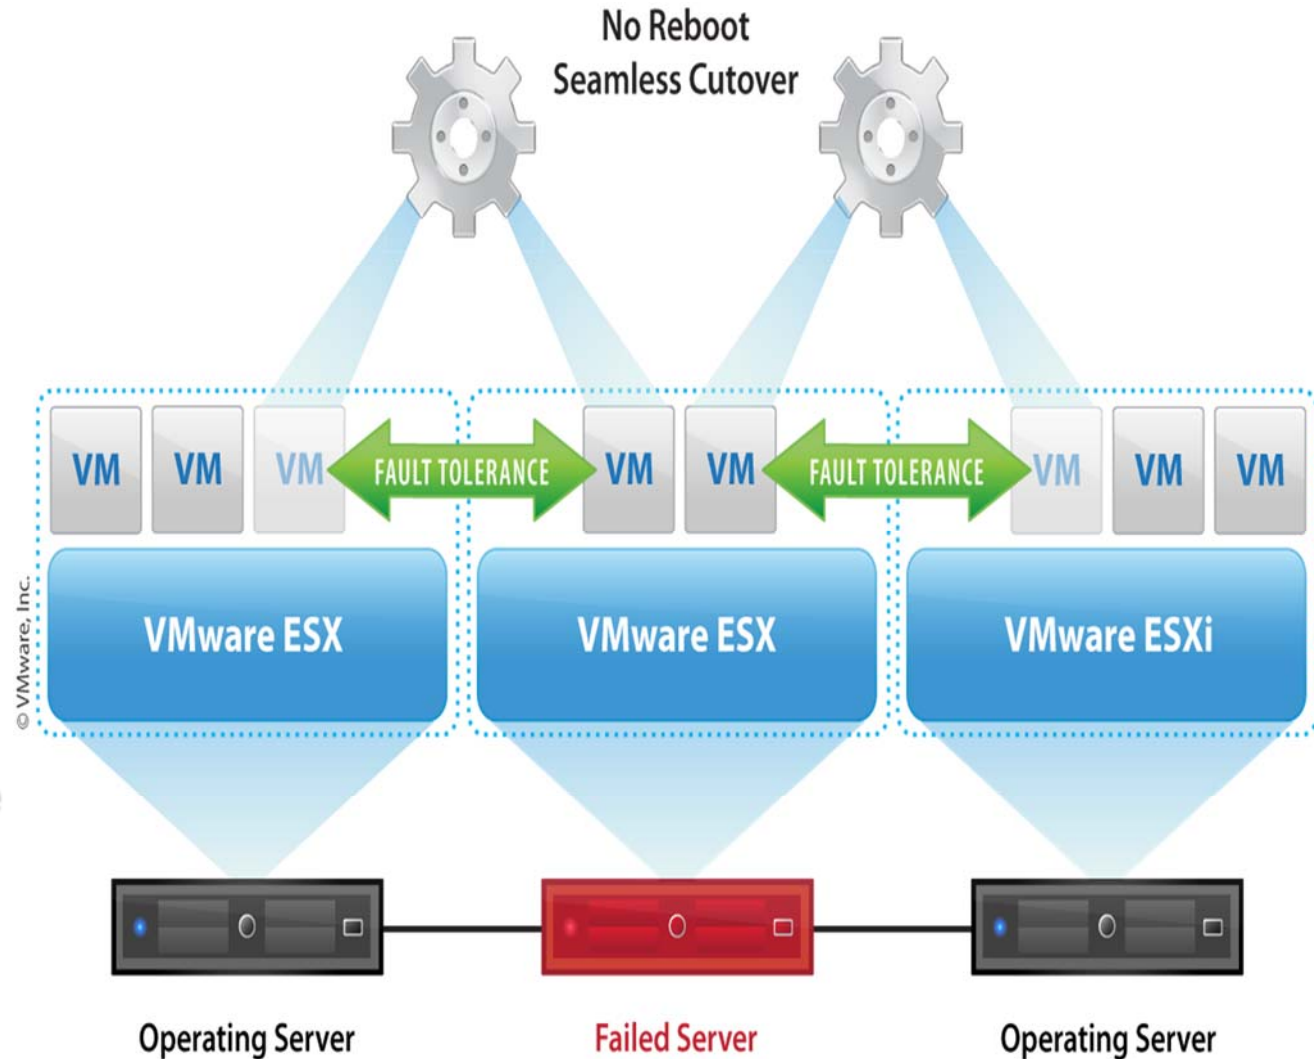 No Reboot
Seamless Cutover
VM VM VM FAULT TOLERANCE VM VM FAULT TOLERANCE VM VM VM
VMware ESX VMware ESX VMware ESXi
© VMware, Inc.
Operating Server Failed Server Operating Server